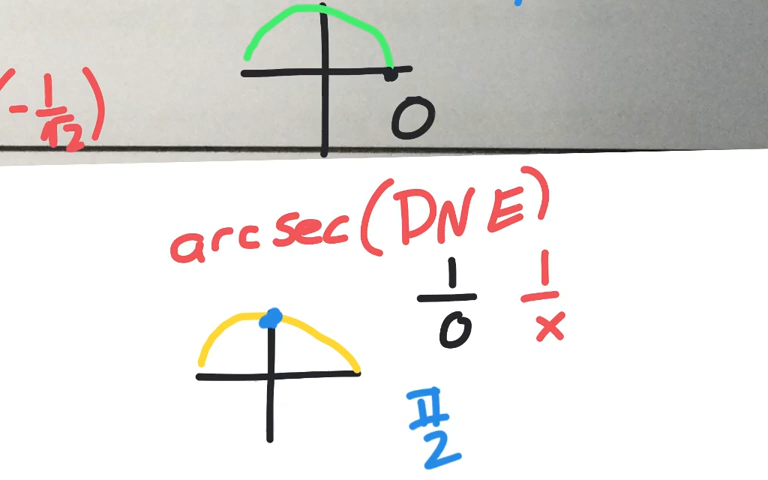 (-1/√2)
0
arcsec(DNE)
1/0 1/x
π/2